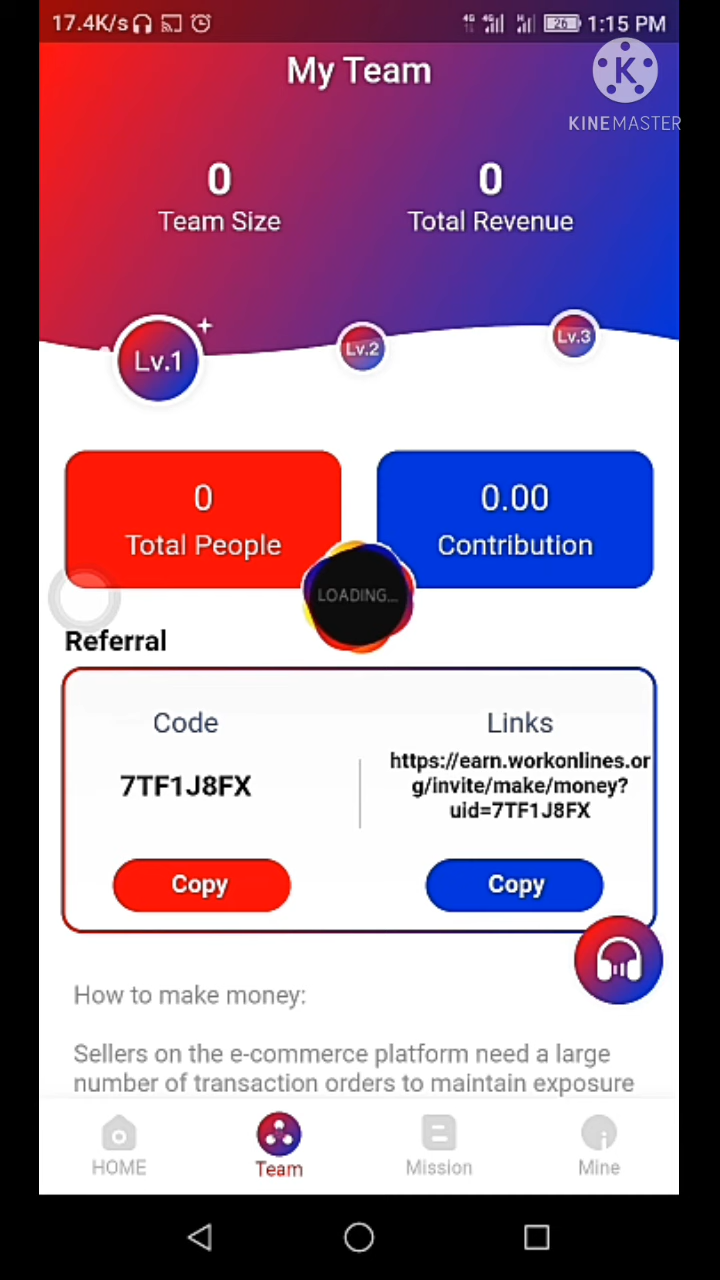 17.4K/s 4G 4G H 26 1:15 PM
My Team
K
KINEMASTER
0 0
Team Size Total Revenue
Lv.1 Lv.2 Lv.3
0 0.00
Total People Contribution
LOADING...
Referral
Code Links
7TF1J8FX
https://earn.workonlines.or
g/invite/make/money?
uid=7TF1J8FX
Copy Copy
How to make money:
Sellers on the e-commerce platform need a large
number of transaction orders to maintain exposure
HOME Team Mission Mine